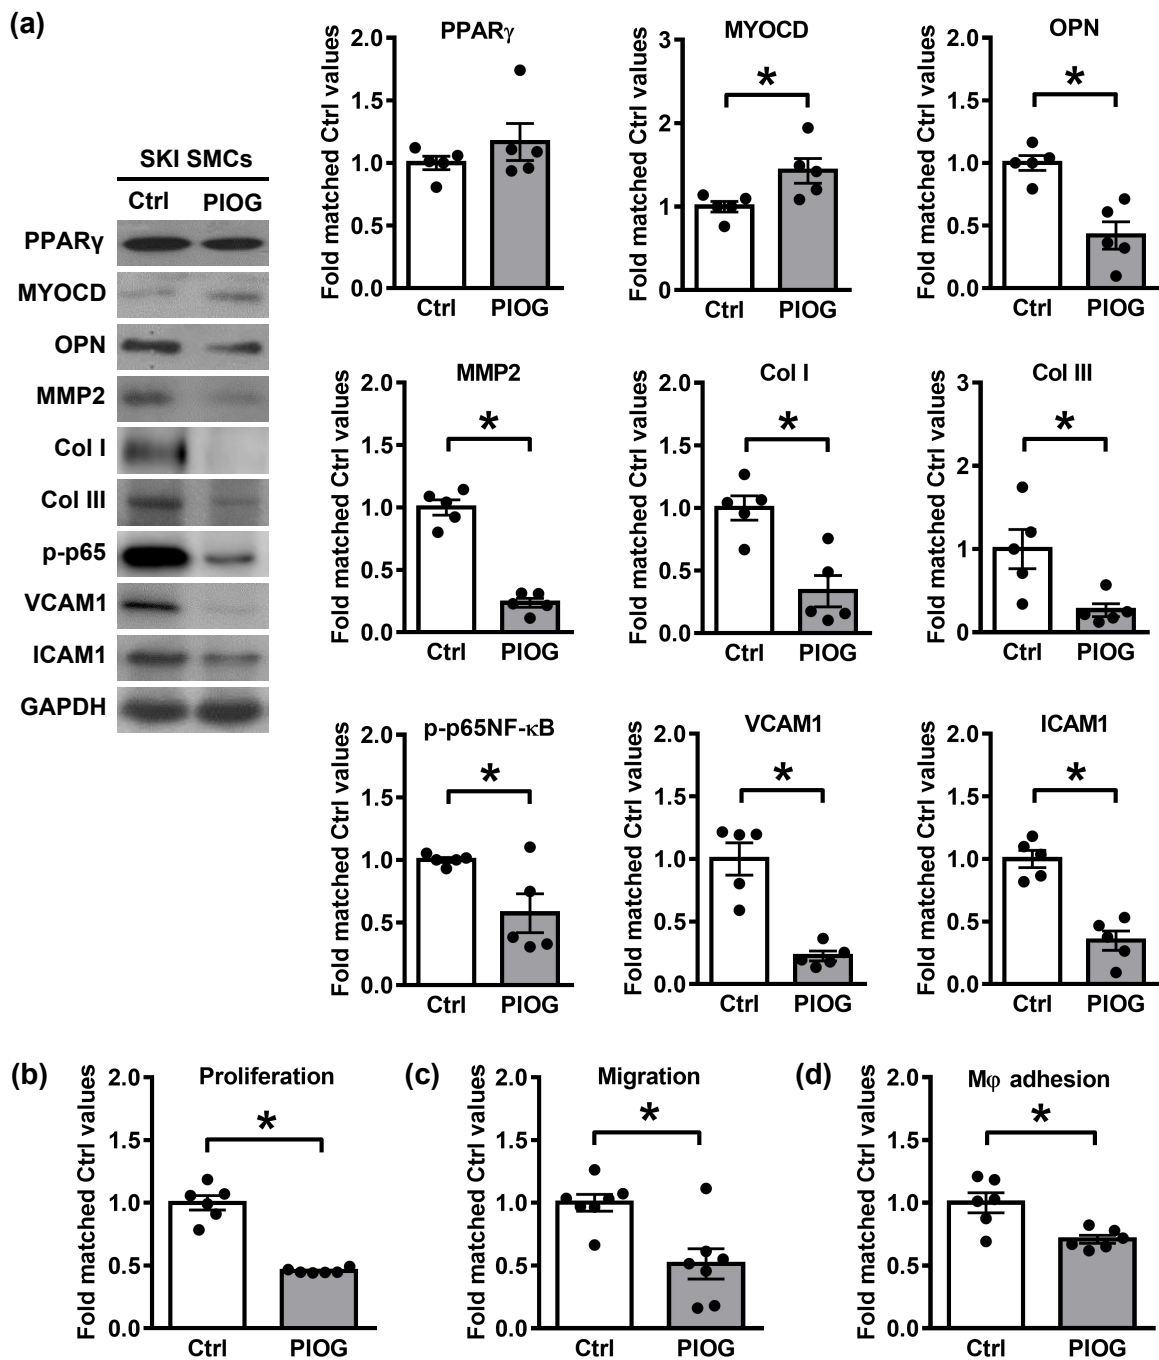 (a)
SKI SMCs
Ctrl PIOG
PPARγ
MYOCD
OPN
MMP2
Col I
Col III
p-p65
VCAM1
ICAM1
GAPDH
PPARγ
Fold matched Ctrl values
2.0
1.5
1.0
0.5
0.0
Ctrl PIOG
MYOCD
Fold matched Ctrl values
*
3
2
1
0
Ctrl PIOG
OPN
Fold matched Ctrl values
*
2.0
1.5
1.0
0.5
0.0
Ctrl PIOG
MMP2
Fold matched Ctrl values
*
2.0
1.5
1.0
0.5
0.0
Ctrl PIOG
Col I
Fold matched Ctrl values
*
2.0
1.5
1.0
0.5
0.0
Ctrl PIOG
Col III
Fold matched Ctrl values
*
3
2
1
0
Ctrl PIOG
p-p65NF-κB
Fold matched Ctrl values
*
2.0
1.5
1.0
0.5
0.0
Ctrl PIOG
VCAM1
Fold matched Ctrl values
*
2.0
1.5
1.0
0.5
0.0
Ctrl PIOG
ICAM1
Fold matched Ctrl values
*
2.0
1.5
1.0
0.5
0.0
Ctrl PIOG
(b)
Proliferation
Fold matched Ctrl values
*
2.0
1.5
1.0
0.5
0.0
Ctrl PIOG
(c)
Migration
Fold matched Ctrl values
*
2.0
1.5
1.0
0.5
0.0
Ctrl PIOG
(d)
Mφ adhesion
Fold matched Ctrl values
*
2.0
1.5
1.0
0.5
0.0
Ctrl PIOG